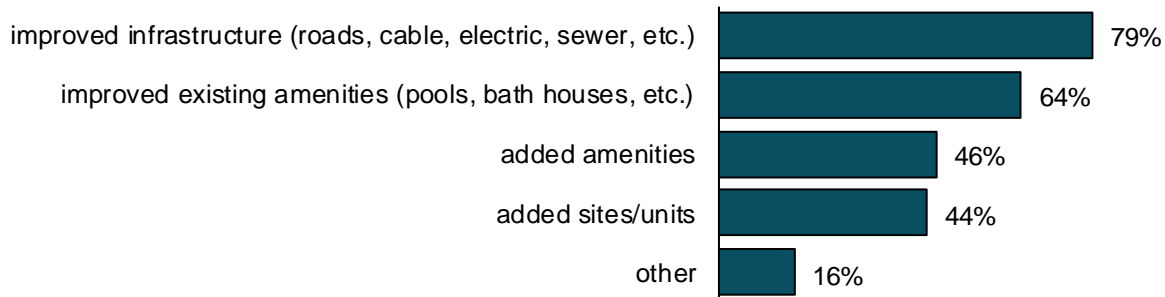 improved infrastructure (roads, cable, electric, sewer, etc.) 79%
improved existing amenities (pools, bath houses, etc.) 64%
added amenities 46%
added sites/units 44%
other 16%